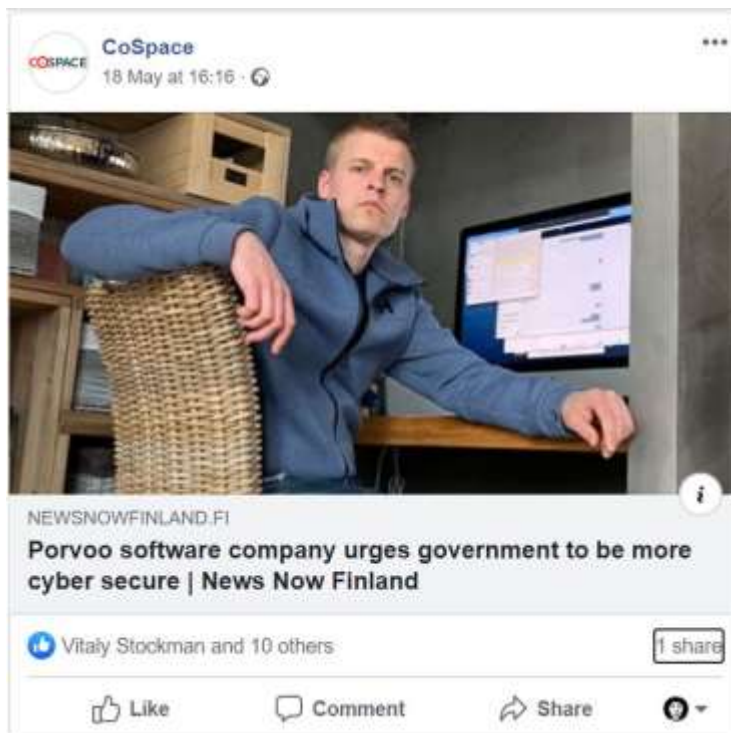 COSPACE
CoSpace
18 May at 16:16 ·
NEWSNOWFINLAND.FI
Porvoo software company urges government to be more
cyber secure | News Now Finland
Vitaly Stockman and 10 others
1 share
Like
Comment
Share